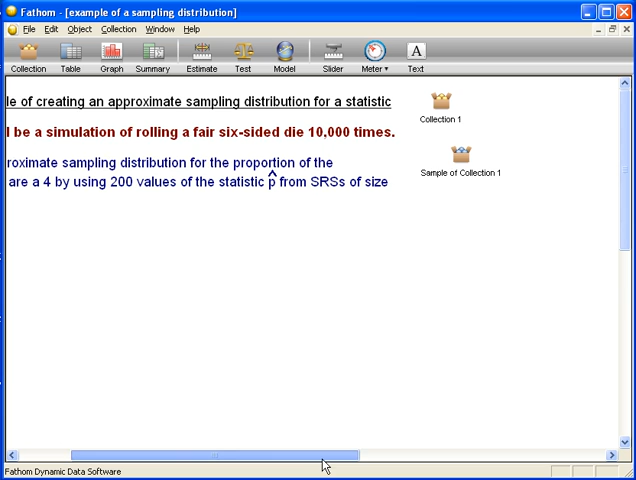 Fathom - [example of a sampling distribution]
File Edit Object Collection Window Help
Collection Table Graph Summary Estimate Test Model Slider Meter Text
le of creating an approximate sampling distribution for a statistic
l be a simulation of rolling a fair six-sided die 10,000 times.
roximate sampling distribution for the proportion of the
are a 4 by using 200 values of the statistic p̂ from SRSs of size
Collection 1
Sample of Collection 1
Fathom Dynamic Data Software